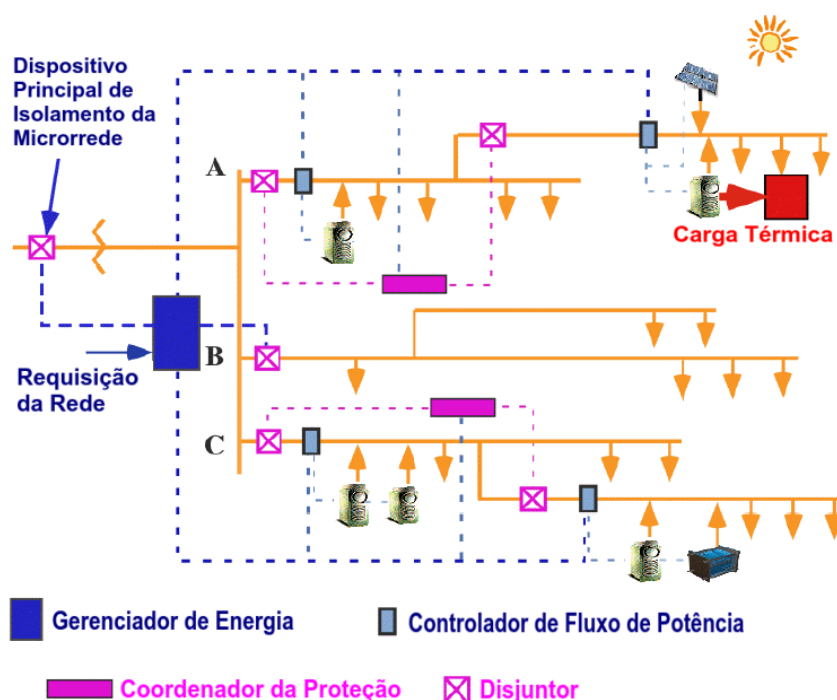 Dispositivo
Principal de
Isolamento da
Microrrede
A
Carga Térmica
B
Requisição
da Rede
C
Gerenciador de Energia
Controlador de Fluxo de Potência
Coordenador da Proteção
Disjuntor